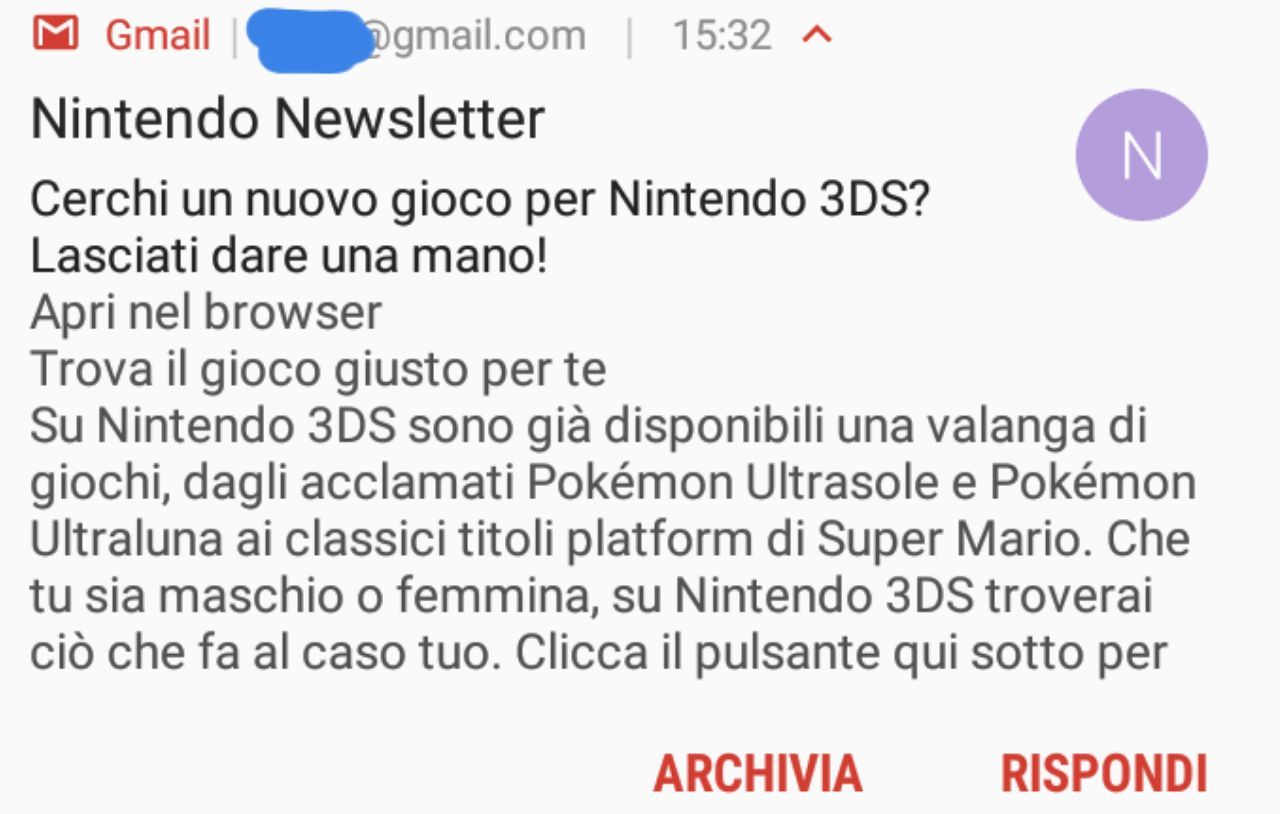 Gmail | @gmail.com | 15:32
Nintendo Newsletter
N
Cerchi un nuovo gioco per Nintendo 3DS?
Lasciati dare una mano!
Apri nel browser
Trova il gioco giusto per te
Su Nintendo 3DS sono già disponibili una valanga di
giochi, dagli acclamati Pokémon Ultrasole e Pokémon
Ultraluna ai classici titoli platform di Super Mario. Che
tu sia maschio o femmina, su Nintendo 3DS troverai
ciò che fa al caso tuo. Clicca il pulsante qui sotto per
ARCHIVIA RISPONDI